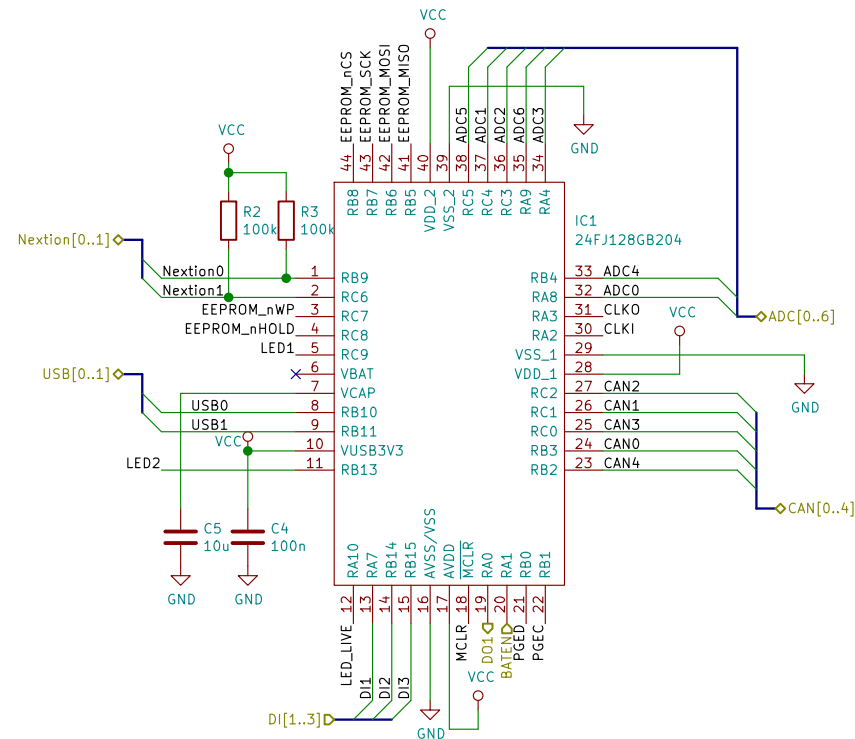 VCC
EEPROM_nCS
EEPROM_SCK
EEPROM_MOSI
EEPROM_MISO
ADC5
ADC1
ADC2
ADC6
ADC3
44
43
42
41
40
39
38
37
36
35
34
GND
VCC
RB8
RB7
RB6
RB5
VDD_2
VSS_2
RC5
RC4
RC3
RA9
RA4
R2
100k
R3
100k
IC1
24FJ128GB204
Nextion[0..1]
Nextion0
1
RB9
Nextion1
2
RC6
EEPROM_nWP
3
RC7
EEPROM_nHOLD
4
RC8
LED1
5
RC9
USB[0..1]
6
VBAT
7
VCAP
USB0
8
RB10
USB1
9
RB11
VCC
10
VUSB3V3
LED2
11
RB13
RB4
33
ADC4
RA8
32
ADC0
RA3
31
CLKO
RA2
30
CLKI
VSS_1
29
VDD_1
28
RC2
27
CAN2
RC1
26
CAN1
RC0
25
CAN3
RB3
24
CAN0
RB2
23
CAN4
ADC[0..6]
VCC
GND
CAN[0..4]
C5
10u
C4
100n
GND
GND
RA10
RA7
RB14
RB15
AVSS/VSS
AVDD
MCLR
RA0
RA1
RB0
RB1
12
13
14
15
16
17
18
19
20
21
22
LED_LIVE
DI1
DI2
DI3
MCLR
DO1
BATEN
PGED
PGEC
VCC
DI[1..3]
GND